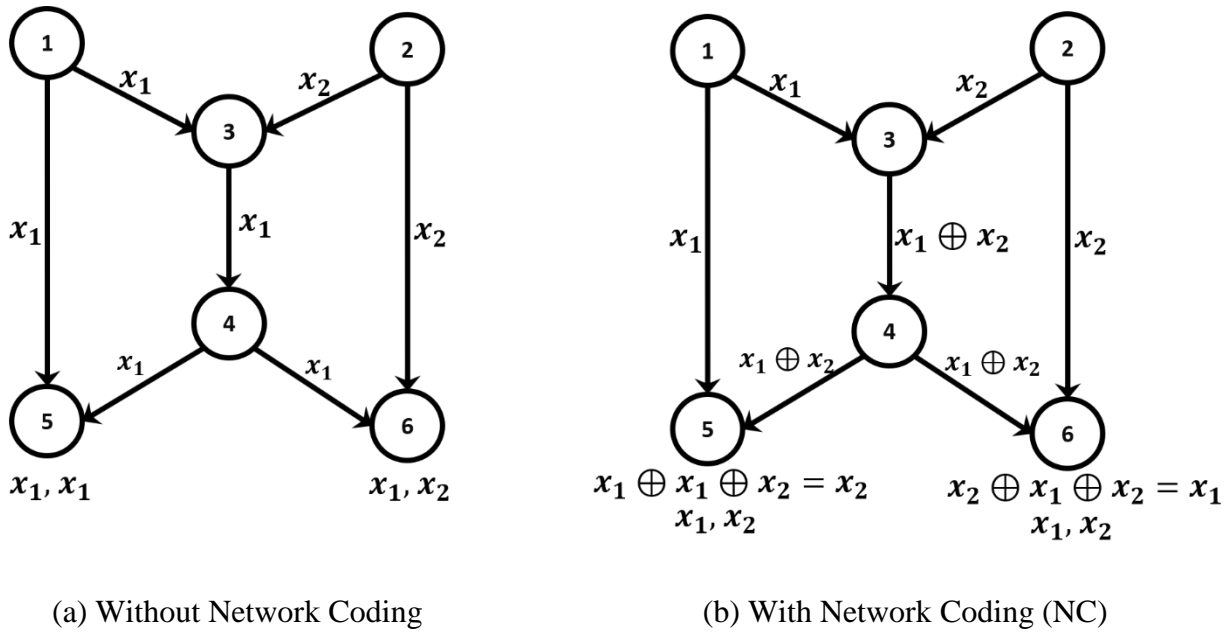 1
2
x₁
x₂
3
x₁
x₁
x₂
4
x₁
x₁
5
6
x₁, x₁
x₁, x₂
(a) Without Network Coding
1
2
x₁
x₂
3
x₁
x₁ ⊕ x₂
x₂
4
x₁ ⊕ x₂
x₁ ⊕ x₂
5
6
x₁ ⊕ x₁ ⊕ x₂ = x₂
x₁, x₂
x₂ ⊕ x₁ ⊕ x₂ = x₁
x₁, x₂
(b) With Network Coding (NC)